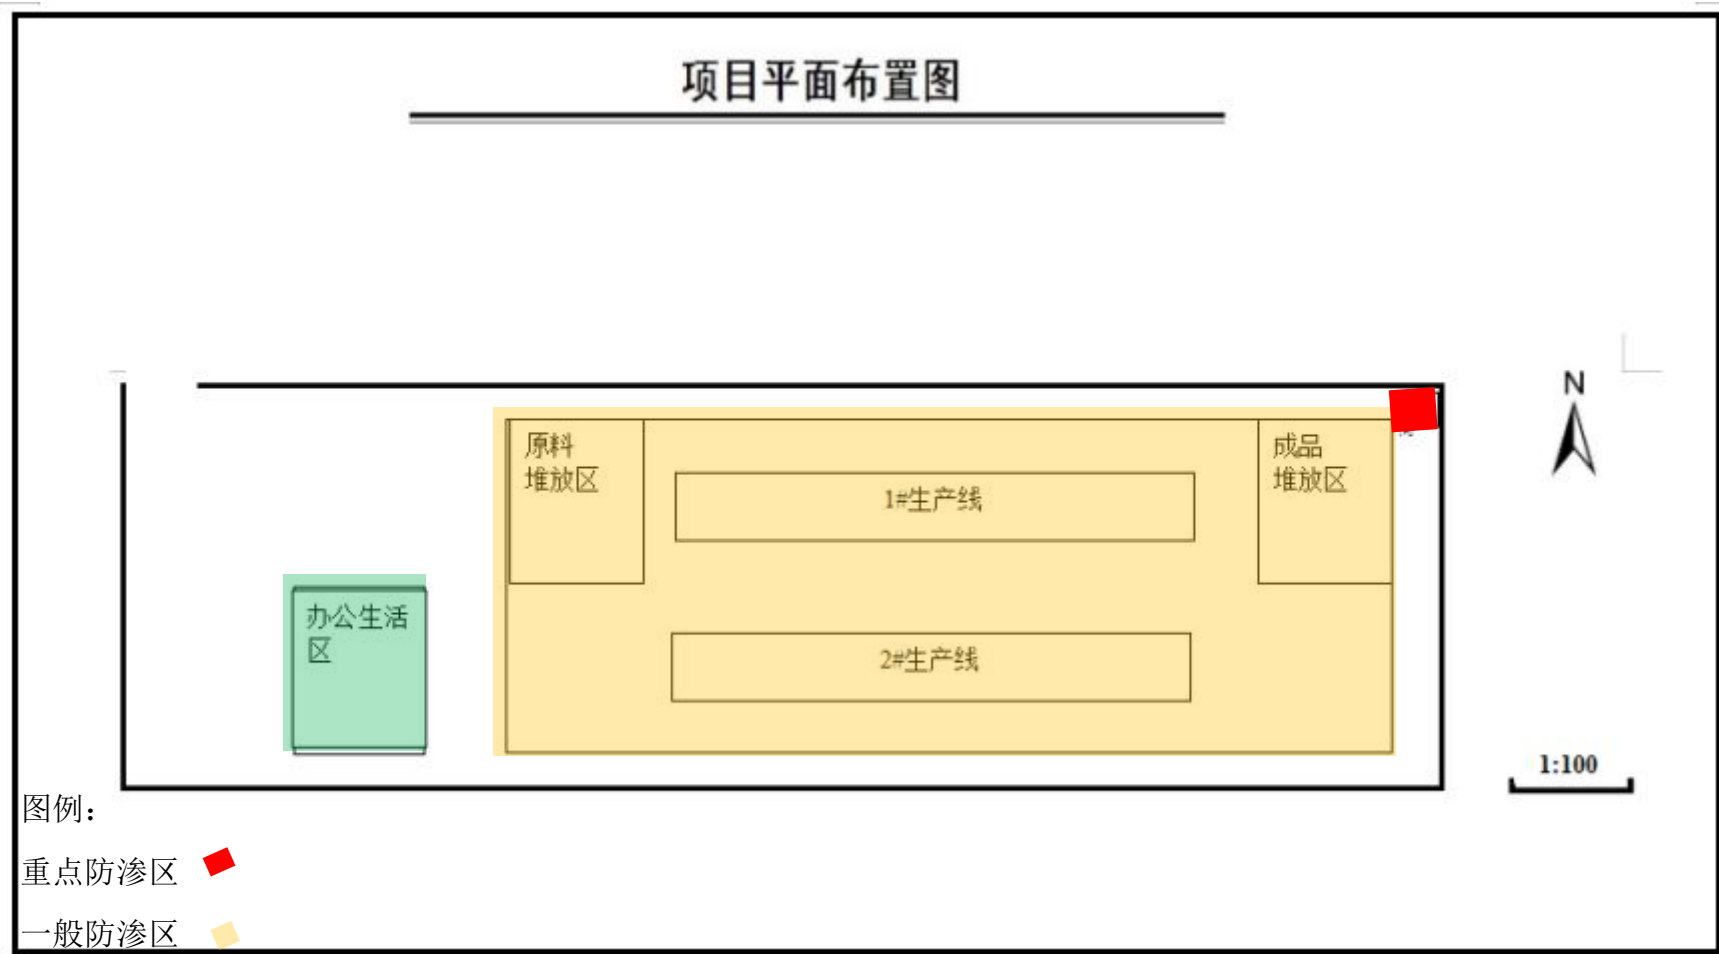 项目平面布置图
N
原料
堆放区
成品
堆放区
1#生产线
办公生活
区
2#生产线
1:100
图例：
重点防渗区
一般防渗区